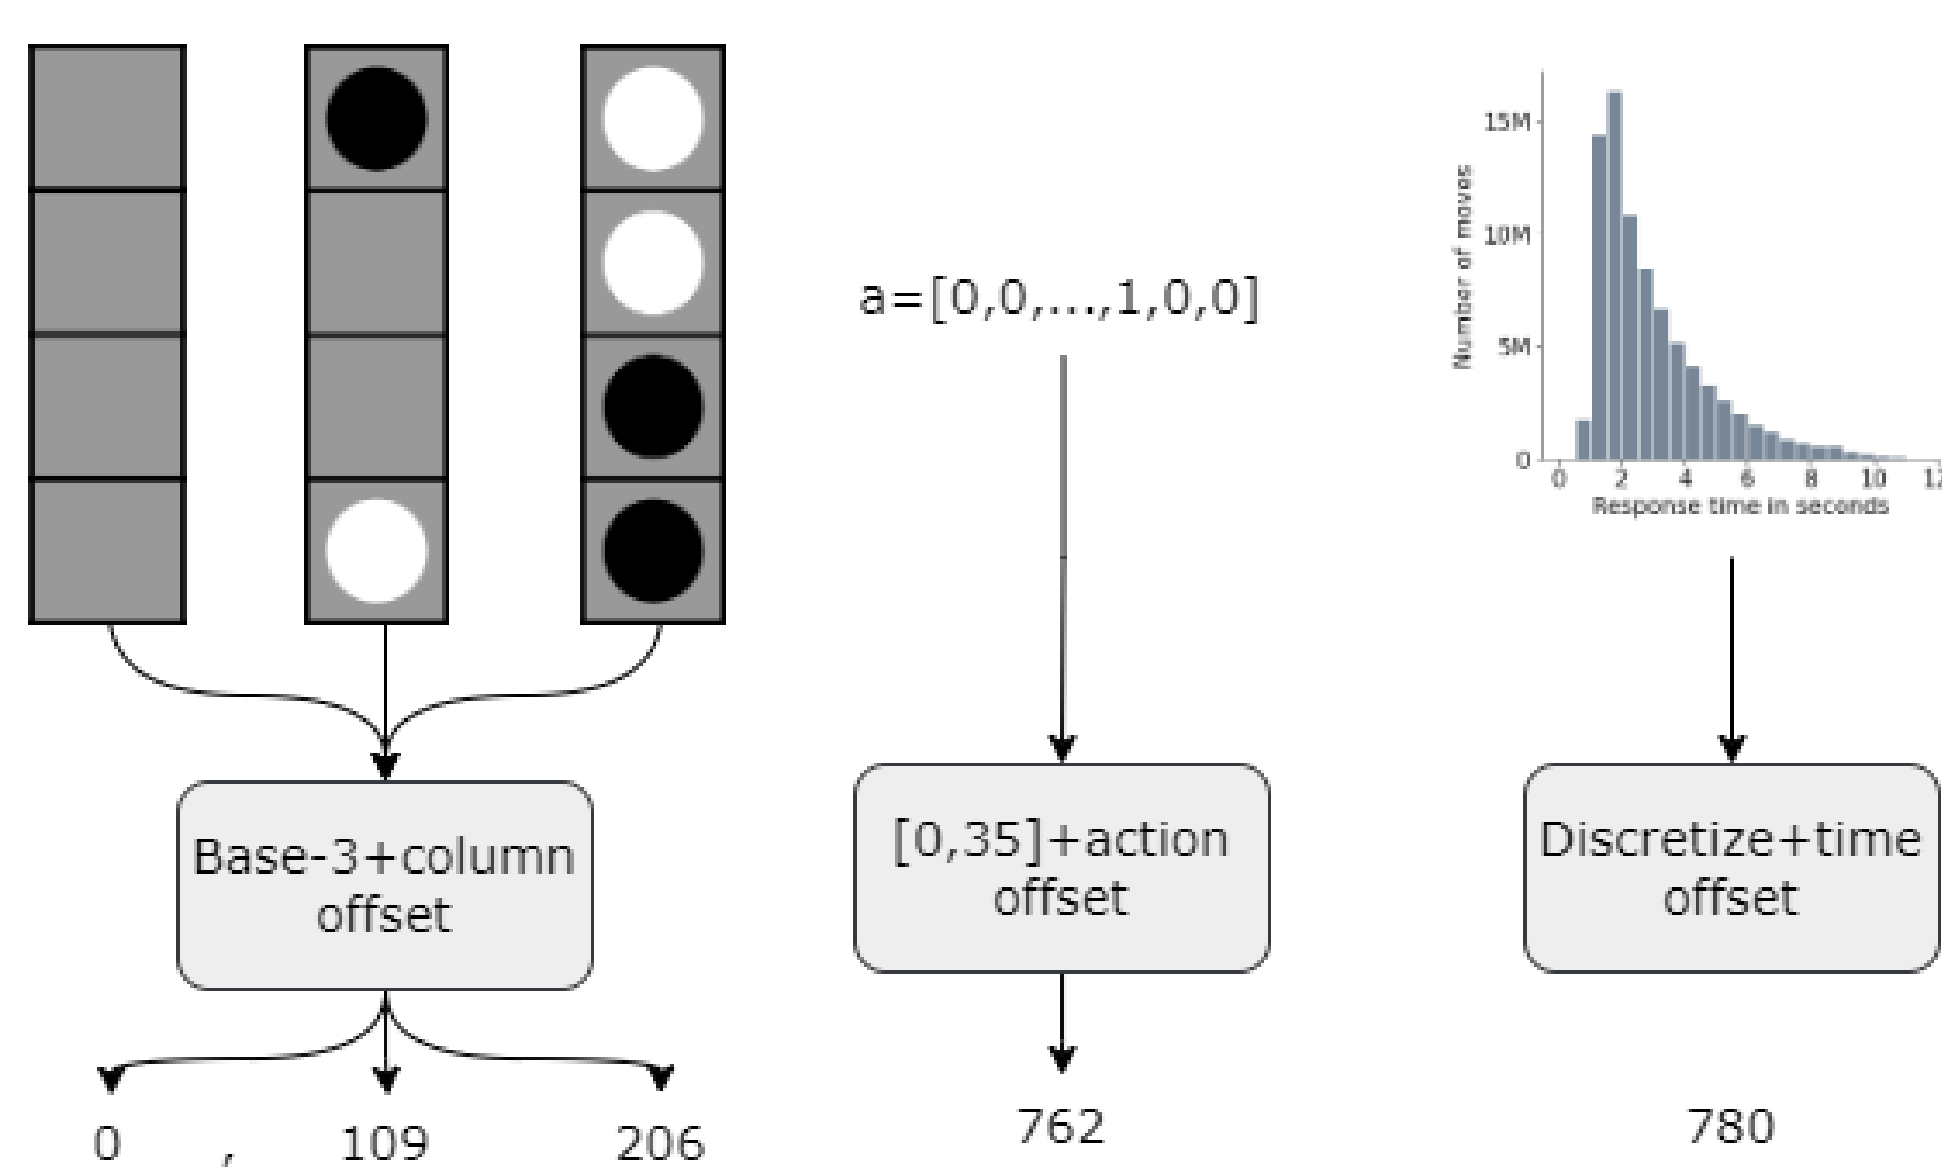 a=[0,0,...,1,0,0]
Number of moves
15M
10M
5M
0
0 2 4 6 8 10
Response time in seconds
Base-3+column
offset
[0,35]+action
offset
Discretize+time
offset
0 , 109 206
762
780